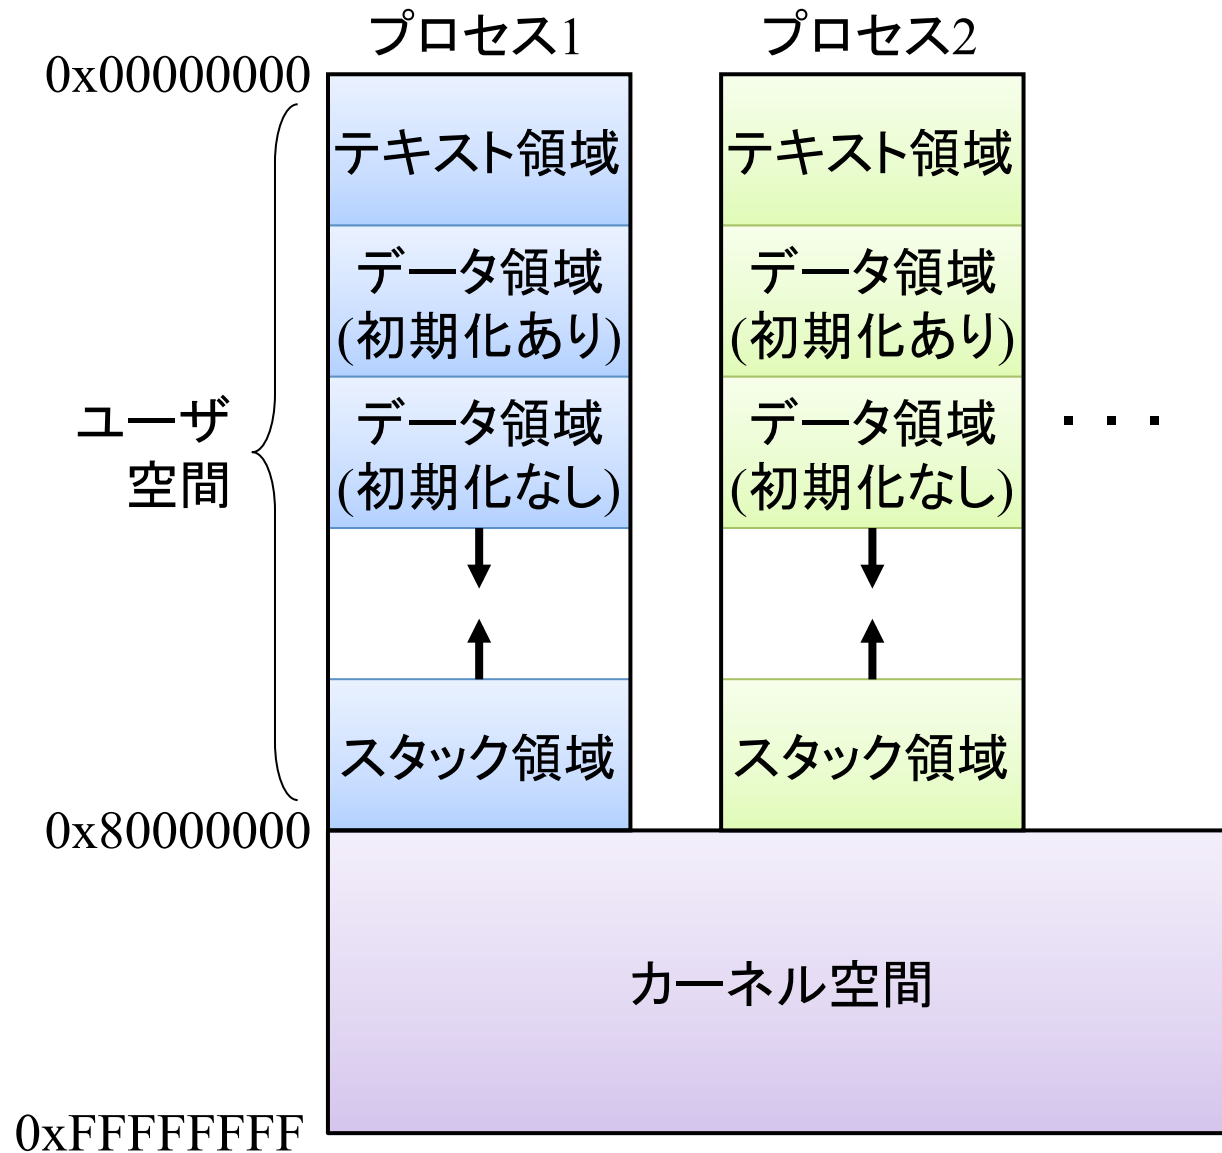 プロセス1
プロセス2
0x00000000
テキスト領域
テキスト領域
データ領域
(初期化あり)
データ領域
(初期化あり)
ユーザ
空間
データ領域
(初期化なし)
データ領域
(初期化なし)
・・・
スタック領域
スタック領域
0x80000000
カーネル空間
0xFFFFFFFF